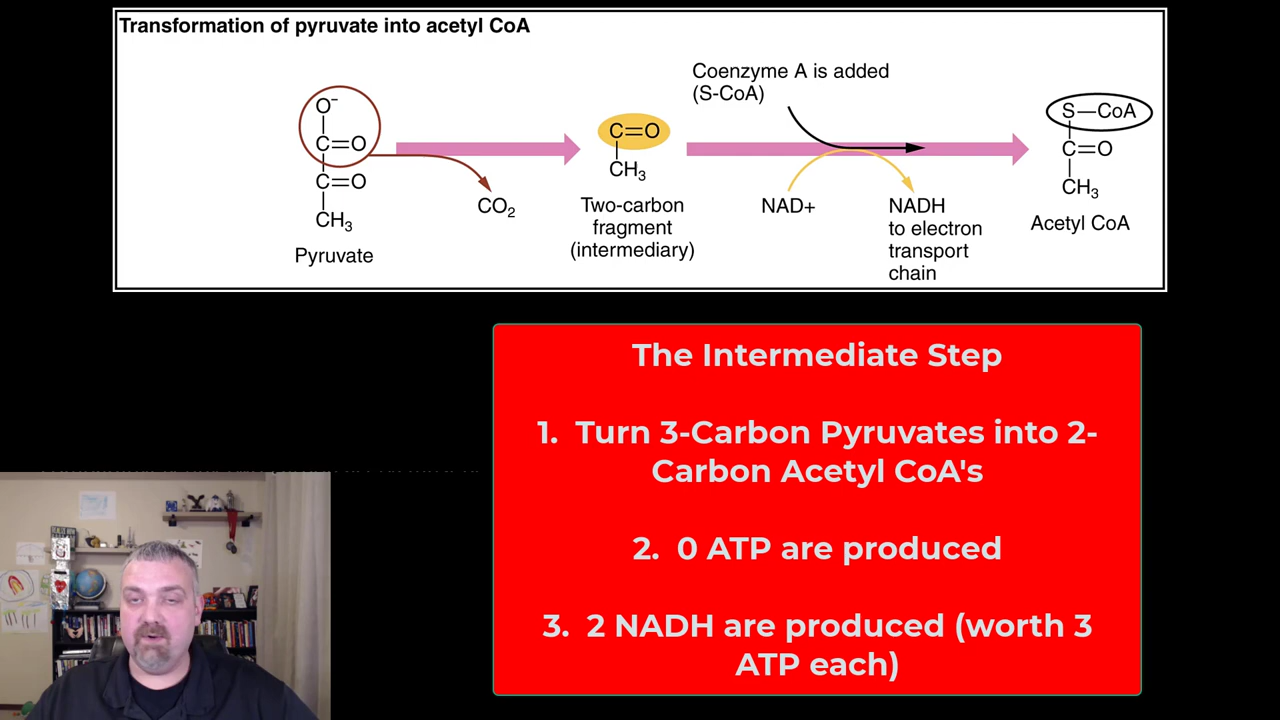 Transformation of pyruvate into acetyl CoA
Coenzyme A is added
(S-CoA)
O⁻
C=O
C=O
CH₃
Pyruvate
CO₂
C=O
CH₃
Two-carbon
fragment
(intermediary)
NAD+
NADH
to electron
transport
chain
S—CoA
C=O
CH₃
Acetyl CoA
The Intermediate Step
1. Turn 3-Carbon Pyruvates into 2-
Carbon Acetyl CoA's
2. 0 ATP are produced
3. 2 NADH are produced (worth 3
ATP each)